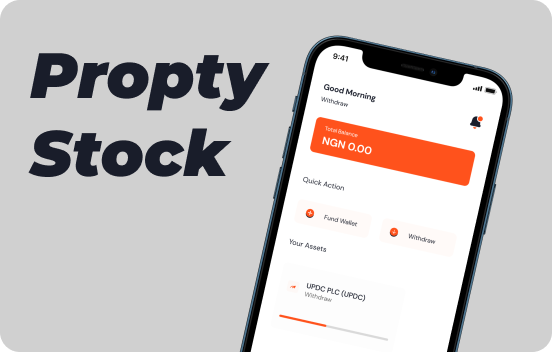 Propty
Stock
9:41
Good Morning
Withdraw
Total Balance
NGN 0.00
Quick Action
Fund Wallet
Withdraw
Your Assets
UPDC PLC (UPDC)
Withdraw